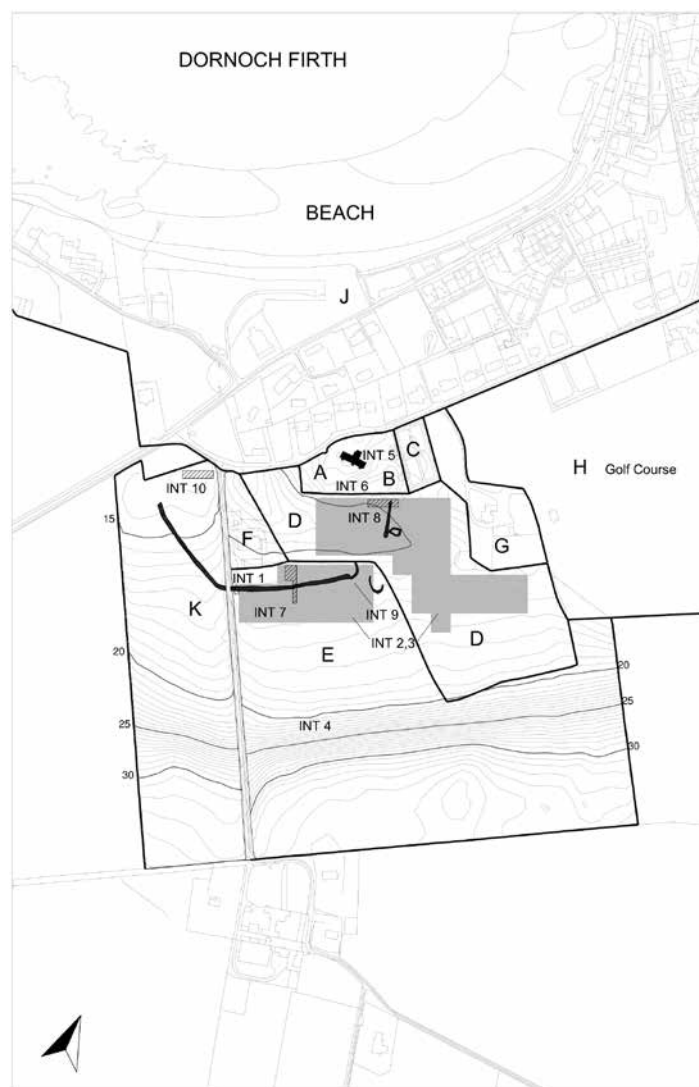 DORNOCH FIRTH
BEACH
J
INT 5
C
A
B
INT 6
H Golf Course
INT 10
D
INT 8
15
F
G
INT 1
K
INT 7
INT 9
INT 2,3
E
D
20
20
INT 4
25
25
30
30